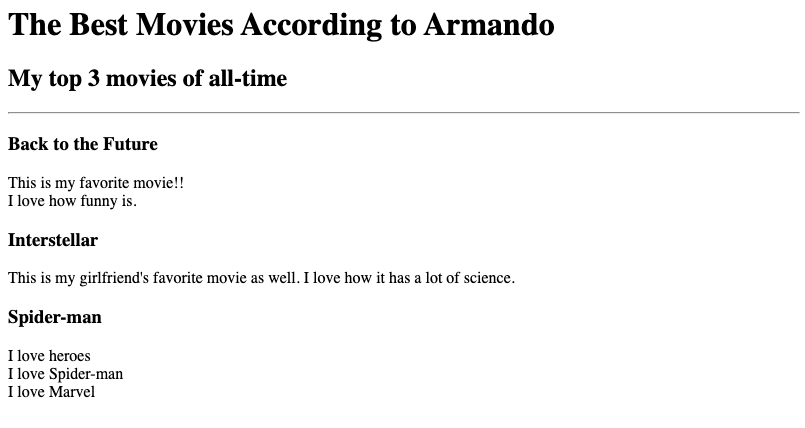 The Best Movies According to Armando
My top 3 movies of all-time
Back to the Future
This is my favorite movie!!
I love how funny is.
Interstellar
This is my girlfriend's favorite movie as well. I love how it has a lot of science.
Spider-man
I love heroes
I love Spider-man
I love Marvel